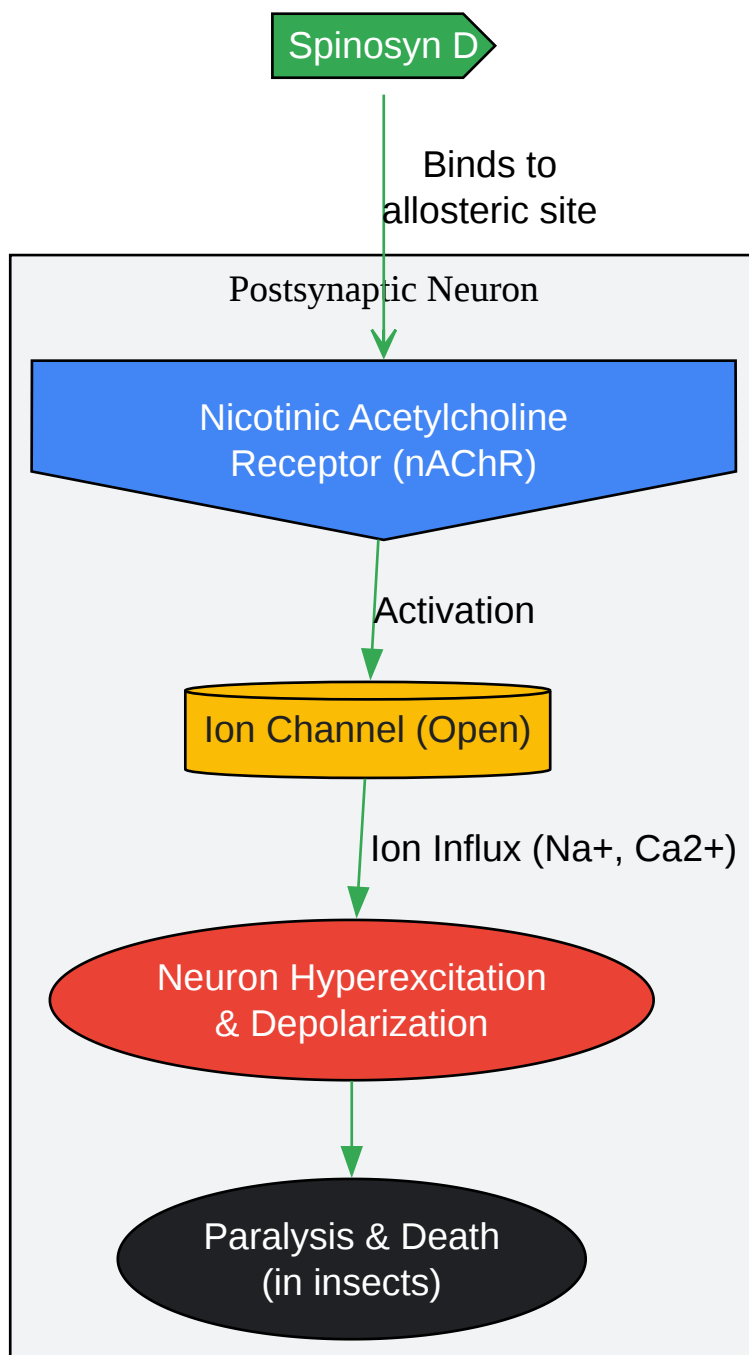 Spinosyn D
Binds to
allosteric site
Postsynaptic Neuron
Nicotinic Acetylcholine
Receptor (nAChR)
Activation
Ion Channel (Open)
Ion Influx (Na+, Ca2+)
Neuron Hyperexcitation
& Depolarization
Paralysis & Death
(in insects)